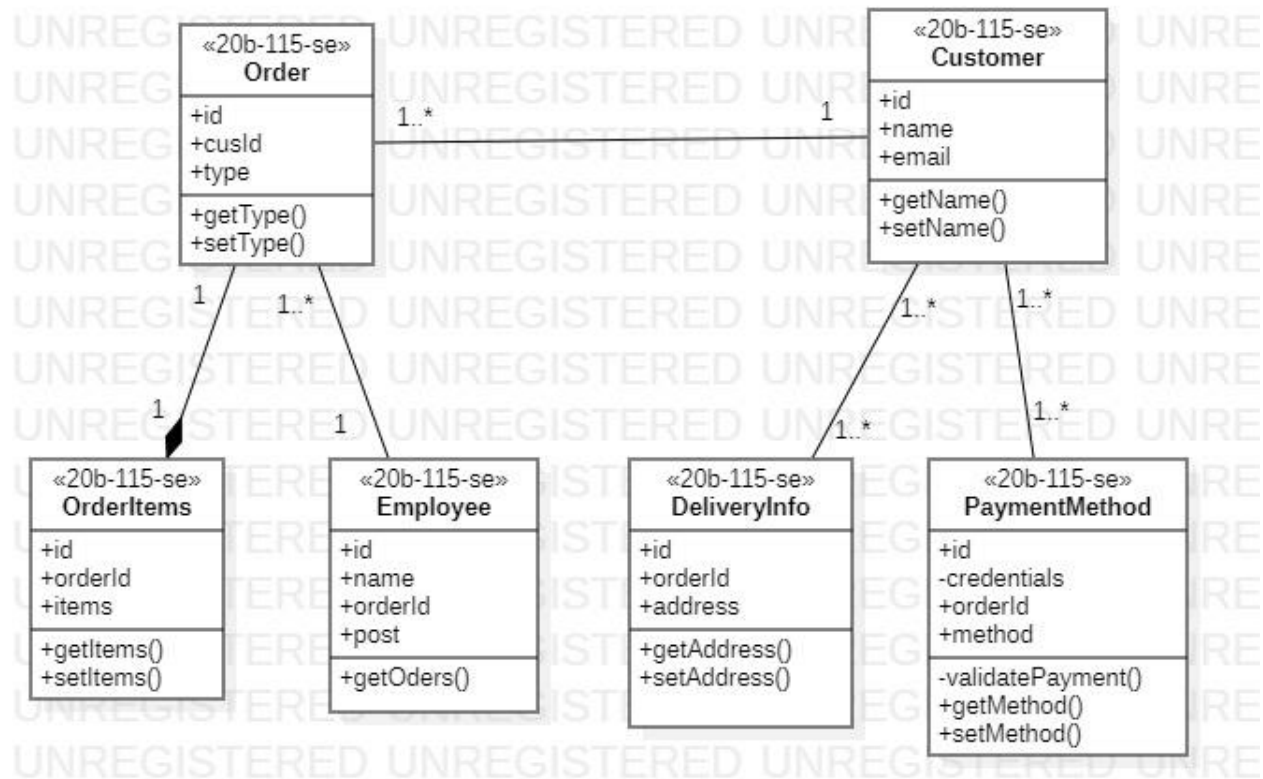 «20b-115-se»
Order
+id
+cusId
+type
+getType()
+setType()
«20b-115-se»
Customer
+id
+name
+email
+getName()
+setName()
1..*
1
1
1..*
1..*
1..*
1
1
1..*
1..*
«20b-115-se»
OrderItems
+id
+orderId
+items
+getItems()
+setItems()
«20b-115-se»
Employee
+id
+name
+orderId
+post
+getOders()
«20b-115-se»
DeliveryInfo
+id
+orderId
+address
+getAddress()
+setAddress()
«20b-115-se»
PaymentMethod
+id
-credentials
+orderId
+method
-validatePayment()
+getMethod()
+setMethod()
UNREGISTERED UNREGISTERED UNREGISTERED